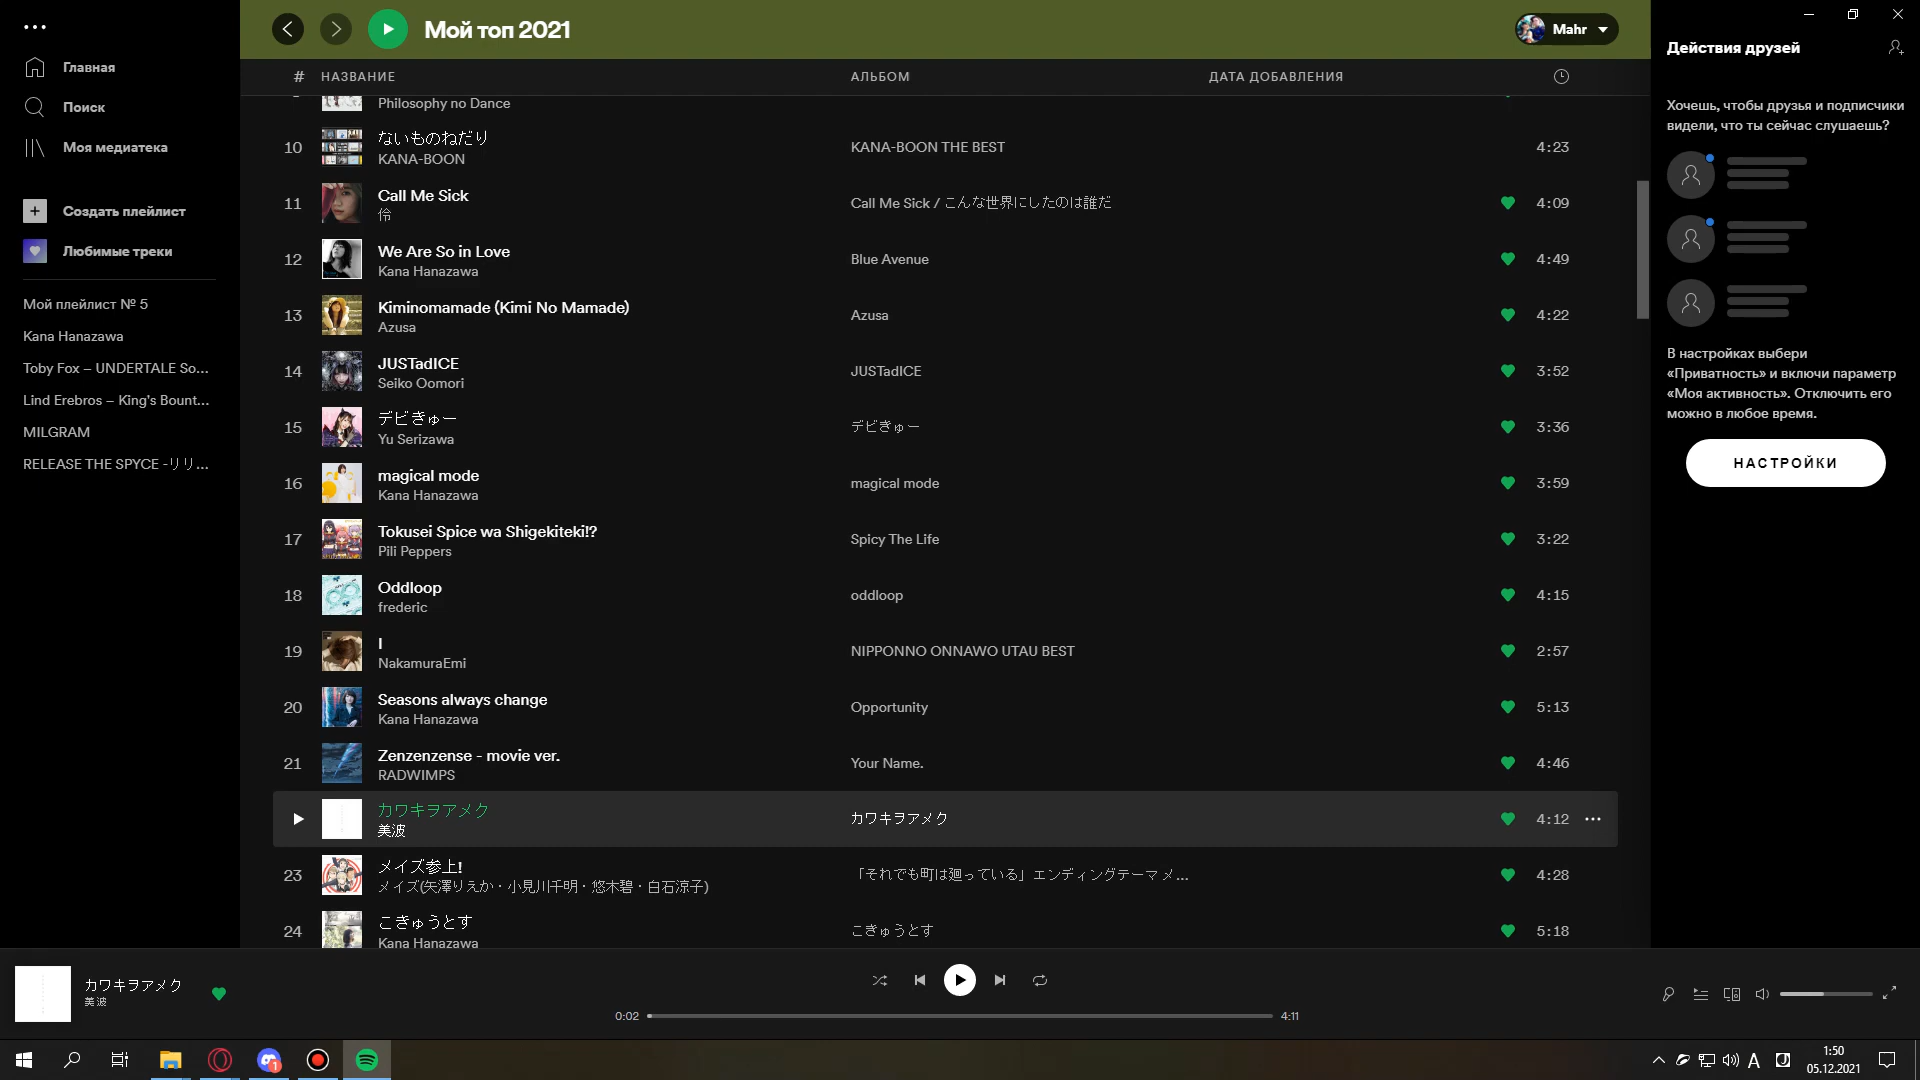 Главная
Поиск
Моя медиатека
Создать плейлист
Любимые треки
Мой плейлист № 5
Kana Hanazawa
Toby Fox – UNDERTALE So...
Lind Erebros – King's Bount...
MILGRAM
RELEASE THE SPYCE -リリ...
Мой топ 2021
Mahr
# НАЗВАНИЕ АЛЬБОМ ДАТА ДОБАВЛЕНИЯ
Philosophy no Dance
10 ないものねだり KANA-BOON THE BEST 4:23
KANA-BOON
11 Call Me Sick Call Me Sick / こんな世界にしたのは誰だ 4:09
伶
12 We Are So in Love Blue Avenue 4:49
Kana Hanazawa
13 Kiminomamade (Kimi No Mamade) Azusa 4:22
Azusa
14 JUSTadICE JUSTadICE 3:52
Seiko Oomori
15 デビきゅー デビきゅー 3:36
Yu Serizawa
16 magical mode magical mode 3:59
Kana Hanazawa
17 Tokusei Spice wa Shigekiteki!? Spicy The Life 3:22
Pili Peppers
18 Oddloop oddloop 4:15
frederic
19 I NIPPONNO ONNAWO UTAU BEST 2:57
NakamuraEmi
20 Seasons always change Opportunity 5:13
Kana Hanazawa
21 Zenzenzense - movie ver. Your Name. 4:46
RADWIMPS
カワキヲアメク カワキヲアメク 4:12
美波
23 メイズ参上! 「それでも町は廻っている」エンディングテーマ メ... 4:28
メイズ(矢澤りえか・小見川千明・悠木碧・白石涼子)
24 こきゅうとす こきゅうとす 5:18
Kana Hanazawa
Действия друзей
Хочешь, чтобы друзья и подписчики
видели, что ты сейчас слушаешь?
В настройках выбери
«Приватность» и включи параметр
«Моя активность». Отключить его
можно в любое время.
НАСТРОЙКИ
カワキヲアメク
美波
0:02 4:11
1
A
J
1:50
05.12.2021